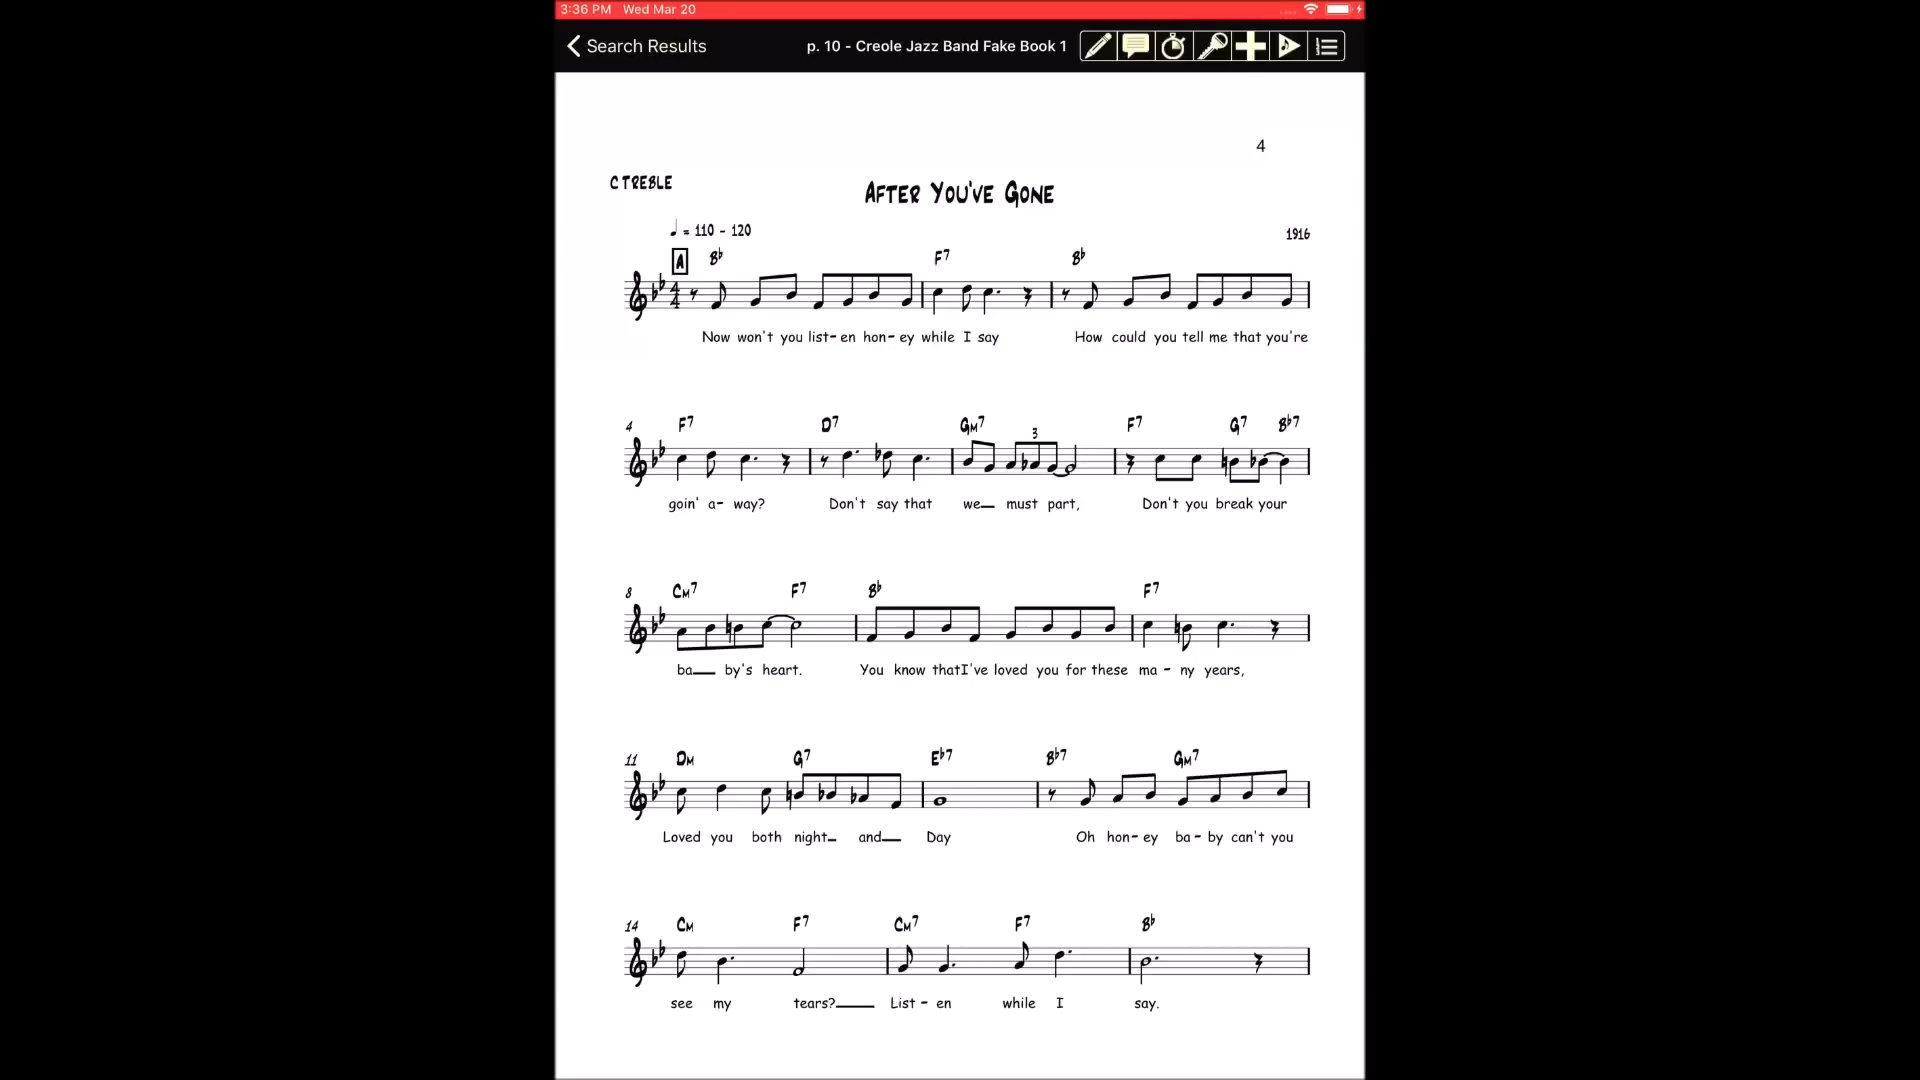 3:36 PM Wed Mar 20
Search Results p. 10 - Creole Jazz Band Fake Book 1
4
C TREBLE
AFTER YOU'VE GONE
♩ = 110 - 120
1916
A B♭ F7 B♭
4/4
Now won't you list-en hon-ey while I say How could you tell me that you're
4 F7 D7 GM7 F7 G7 B♭7
3
goin' a- way? Don't say that we must part, Don't you break your
8 CM7 F7 B♭ F7
ba by's heart. You know thatI've loved you for these ma - ny years,
11 DM G7 E♭7 B♭7 GM7
Loved you both night and Day Oh hon-ey ba-by can't you
14 CM F7 CM7 F7 B♭
see my tears? List - en while I say.